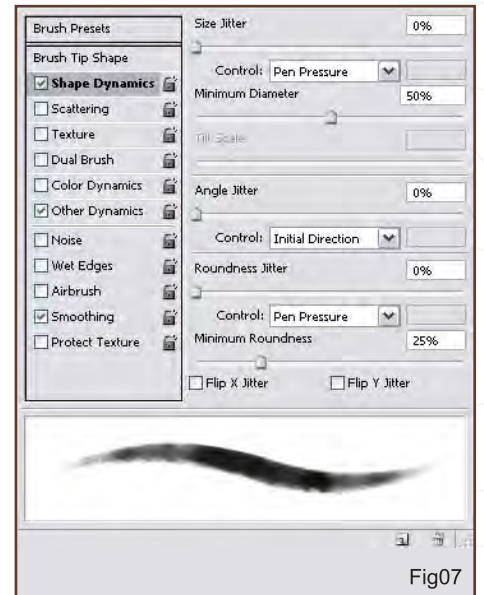 Brush Presets
Brush Tip Shape
Shape Dynamics
Scattering
Texture
Dual Brush
Color Dynamics
Other Dynamics
Noise
Wet Edges
Airbrush
Smoothing
Protect Texture
Size Jitter 0%
Control: Pen Pressure
Minimum Diameter 50%
Tilt Scale
Angle Jitter 0%
Control: Initial Direction
Roundness Jitter 0%
Control: Pen Pressure
Minimum Roundness 25%
Flip X Jitter Flip Y Jitter
Fig07